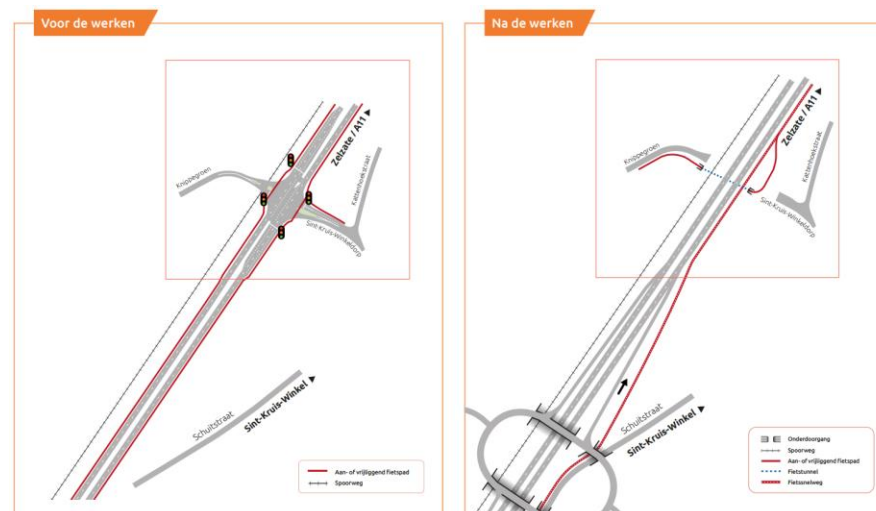 Voor de werken
Zelzate / A11
Knippegroen
Kattenhoekstraat
Sint-Kruis-Winkeldorp
Schuitstraat
Sint-Kruis-Winkel
Aan- of vrijliggend fietspad
Spoorweg
Na de werken
Zelzate / A11
Knippegroen
Kattenhoekstraat
Sint-Kruis-Winkeldorp
Schuitstraat
Sint-Kruis-Winkel
Onderdoorgang
Spoorweg
Aan- of vrijliggend fietspad
Fietstunnel
Fietssnelweg